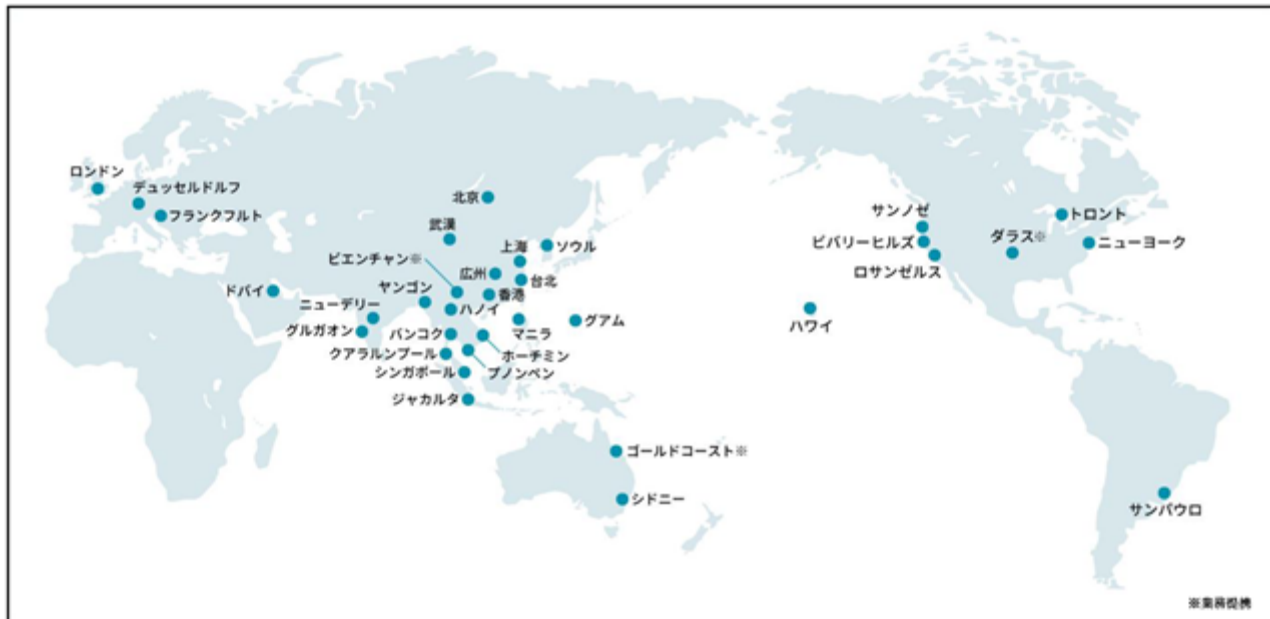 ロンドン
デュッセルドルフ
フランクフルト
北京
武漢
ビエンチャン※
上海
ソウル
広州
台北
ヤンゴン
香港
ドバイ
ニューデリー
ハノイ
グルガオン
バンコク
マニラ
グアム
クアラルンプール
ホーチミン
シンガポール
プノンペン
ジャカルタ
ゴールドコースト※
シドニー
サンノゼ
ビバリーヒルズ
ロサンゼルス
ダラス※
トロント
ニューヨーク
ハワイ
サンパウロ
※業務提携